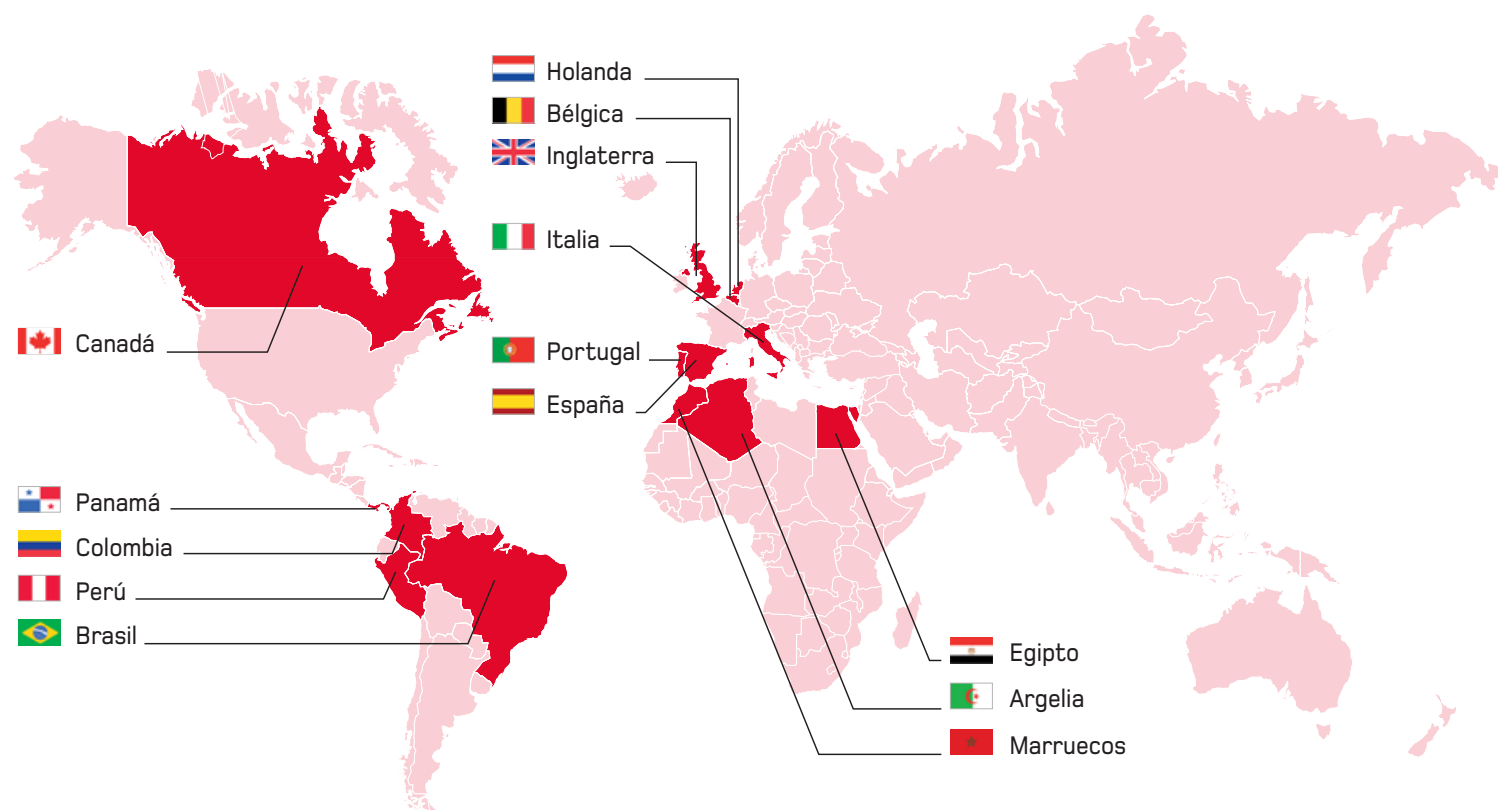 Holanda
Bélgica
Inglaterra
Italia
Canadá
Portugal
España
Panamá
Colombia
Perú
Brasil
Egipto
Argelia
Marruecos